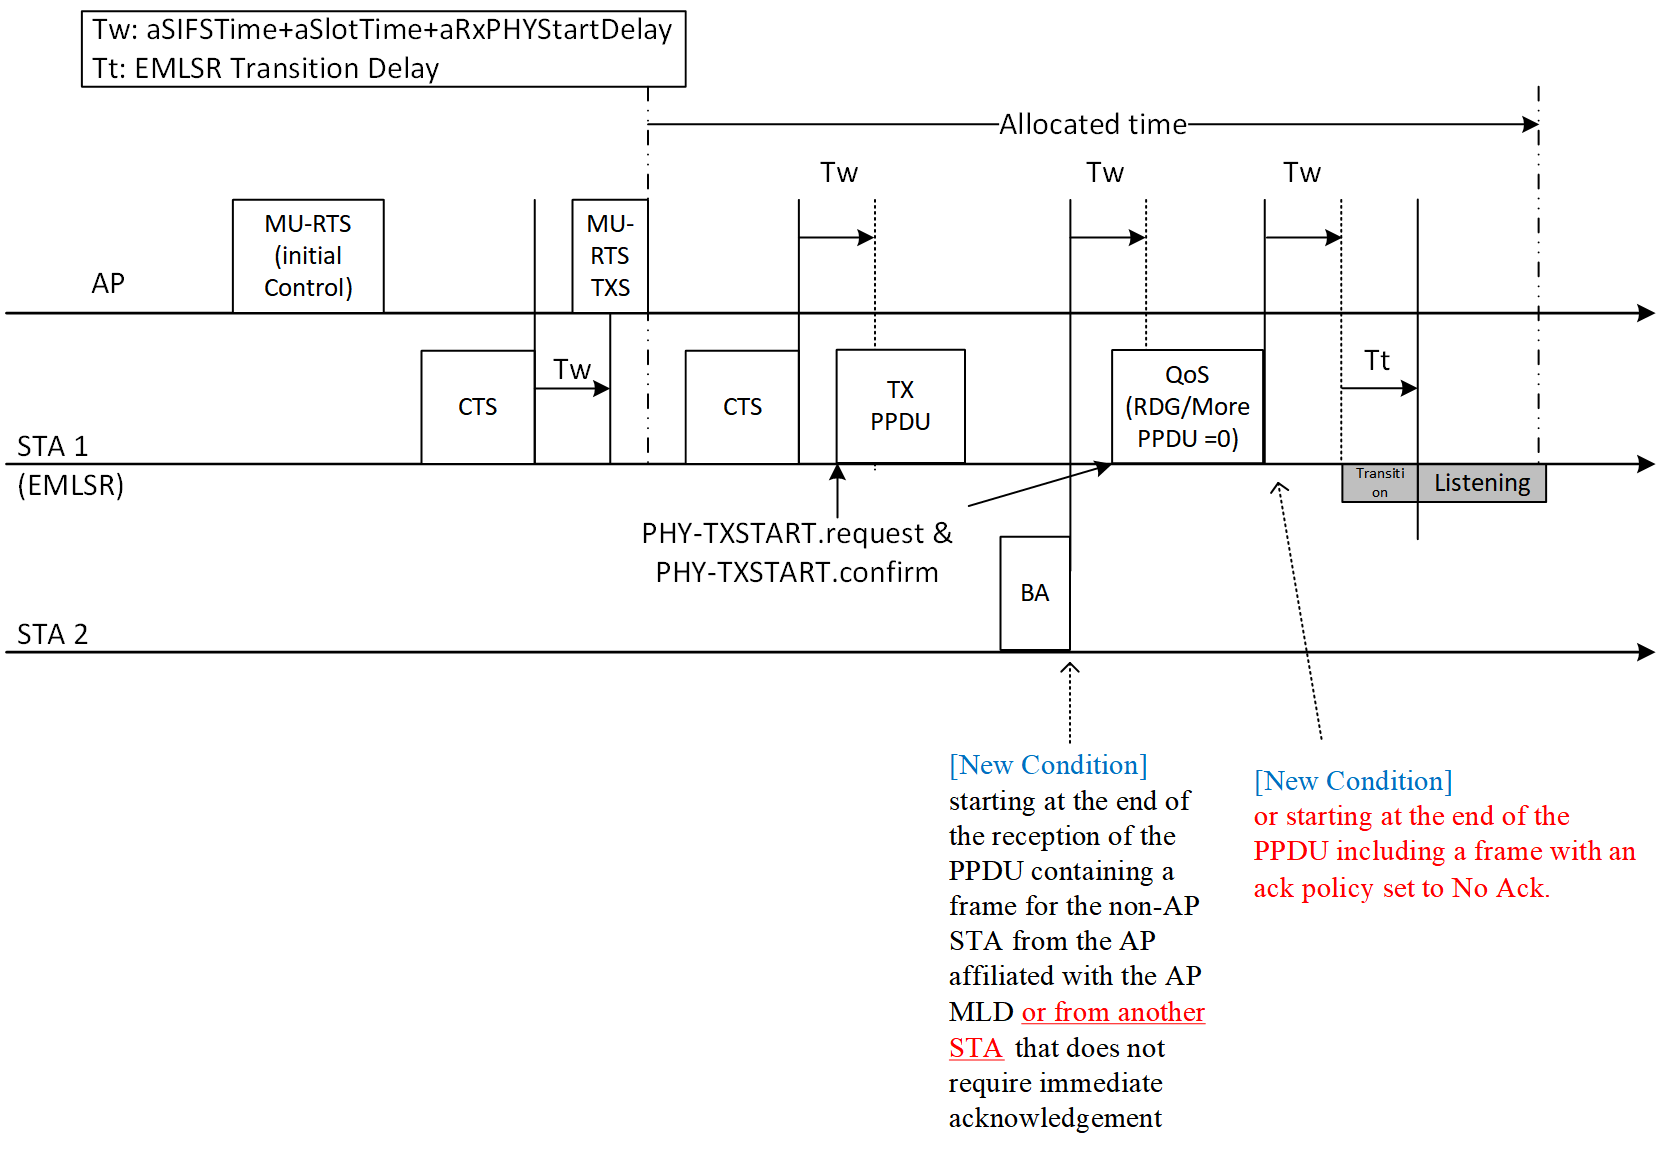 Tw: aSIFSTime+aSlotTime+aRxPHYStartDelay
Tt: EMLSR Transition Delay
Allocated time
Tw
Tw
Tw
MU-RTS
(initial
Control)
MU-
RTS
TXS
AP
CTS
Tw
CTS
TX
PPDU
QoS
(RDG/More
PPDU =0)
Tt
STA 1
(EMLSR)
Transiti
on
Listening
PHY-TXSTART.request &
PHY-TXSTART.confirm
BA
STA 2
[New Condition]
starting at the end of
the reception of the
PPDU containing a
frame for the non-AP
STA from the AP
affiliated with the AP
MLD or from another
STA that does not
require immediate
acknowledgement
[New Condition]
or starting at the end of the
PPDU including a frame with an
ack policy set to No Ack.